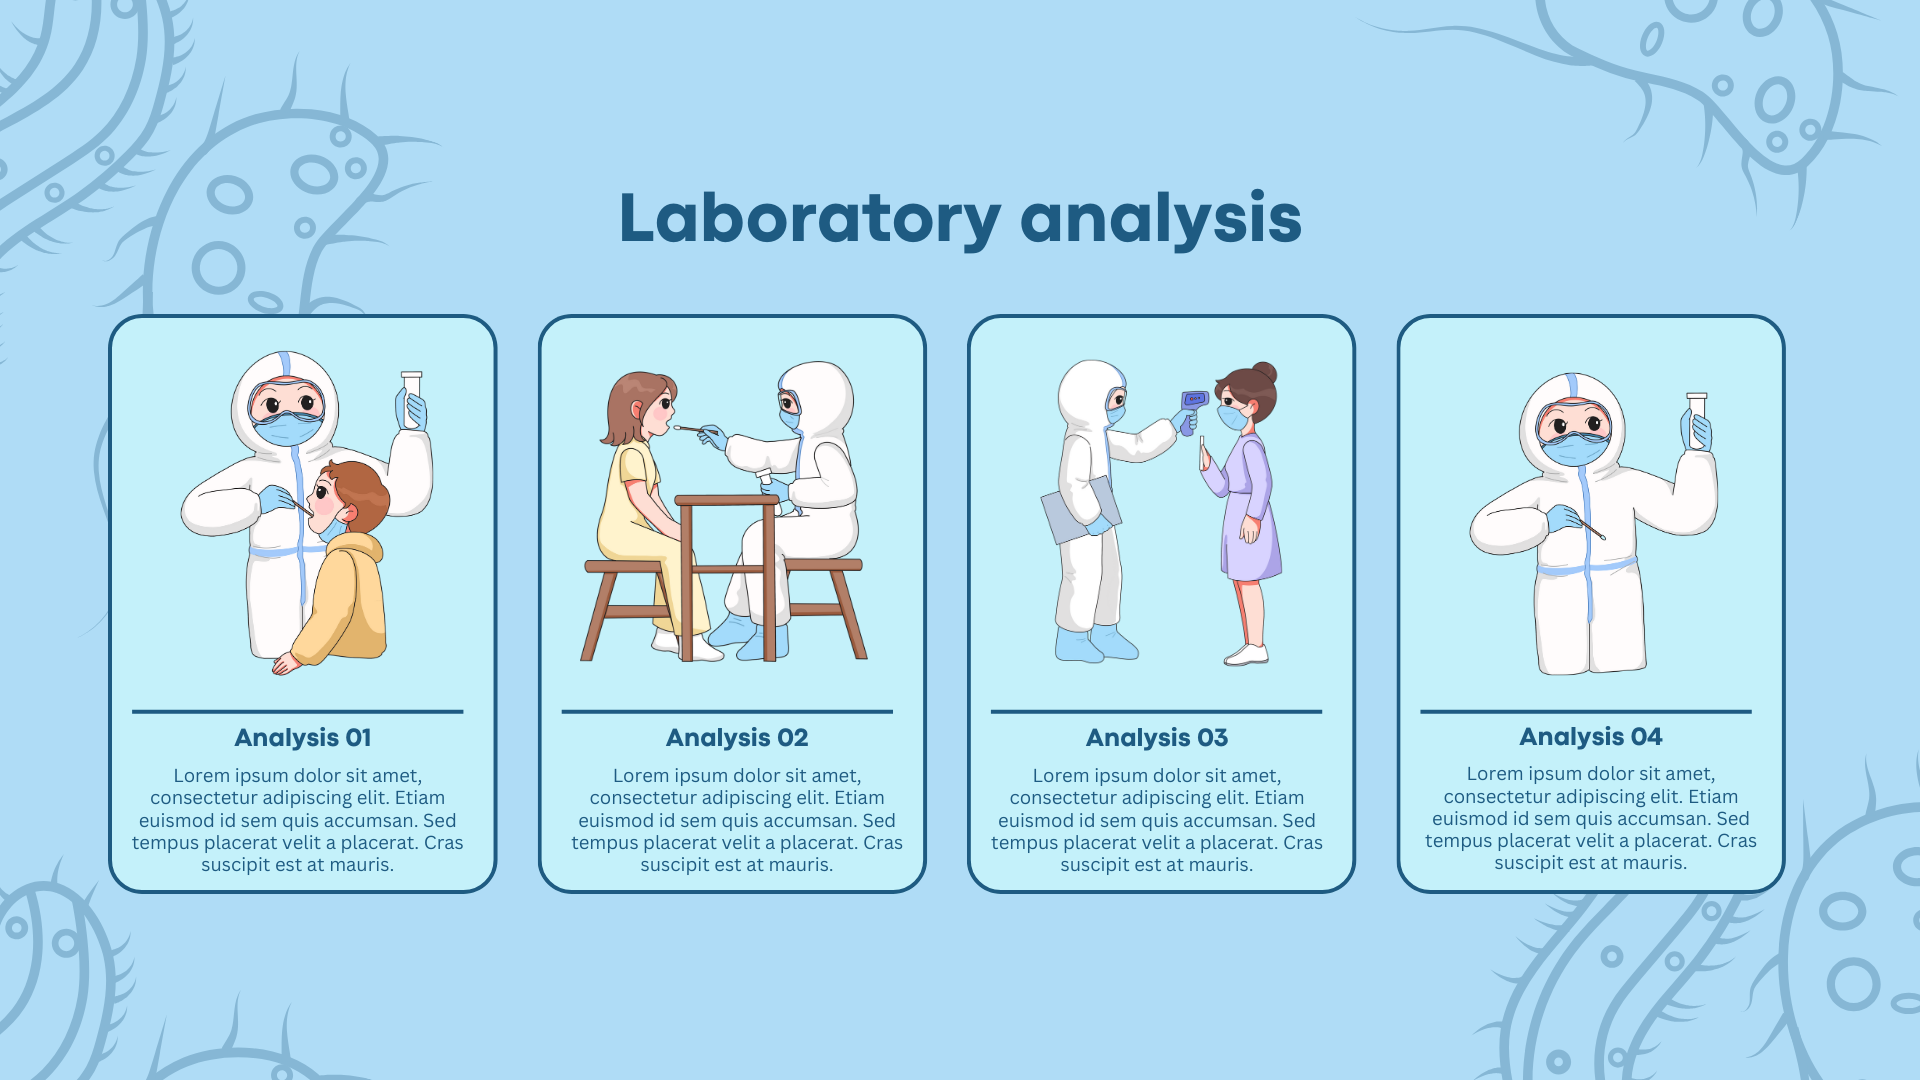 Laboratory analysis
Analysis 01
Lorem ipsum dolor sit amet,
consectetur adipiscing elit. Etiam
euismod id sem quis accumsan. Sed
tempus placerat velit a placerat. Cras
suscipit est at mauris.
Analysis 02
Lorem ipsum dolor sit amet,
consectetur adipiscing elit. Etiam
euismod id sem quis accumsan. Sed
tempus placerat velit a placerat. Cras
suscipit est at mauris.
Analysis 03
Lorem ipsum dolor sit amet,
consectetur adipiscing elit. Etiam
euismod id sem quis accumsan. Sed
tempus placerat velit a placerat. Cras
suscipit est at mauris.
Analysis 04
Lorem ipsum dolor sit amet,
consectetur adipiscing elit. Etiam
euismod id sem quis accumsan. Sed
tempus placerat velit a placerat. Cras
suscipit est at mauris.